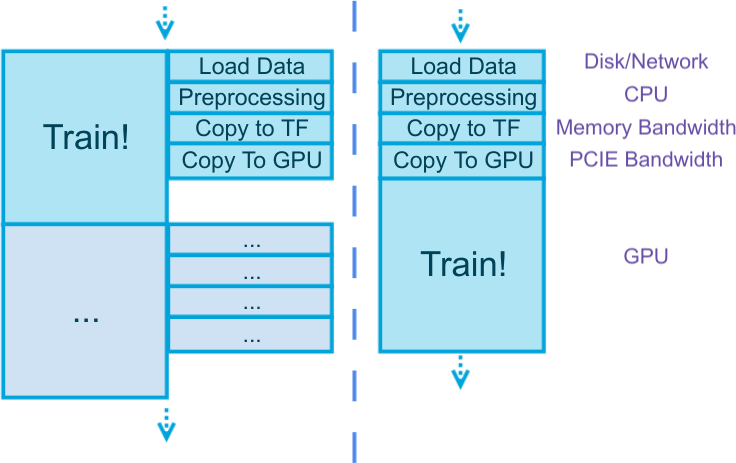 Train!
Load Data
Preprocessing
Copy to TF
Copy To GPU
...
...
...
...
...
Load Data
Preprocessing
Copy to TF
Copy To GPU
Train!
Disk/Network
CPU
Memory Bandwidth
PCIE Bandwidth
GPU